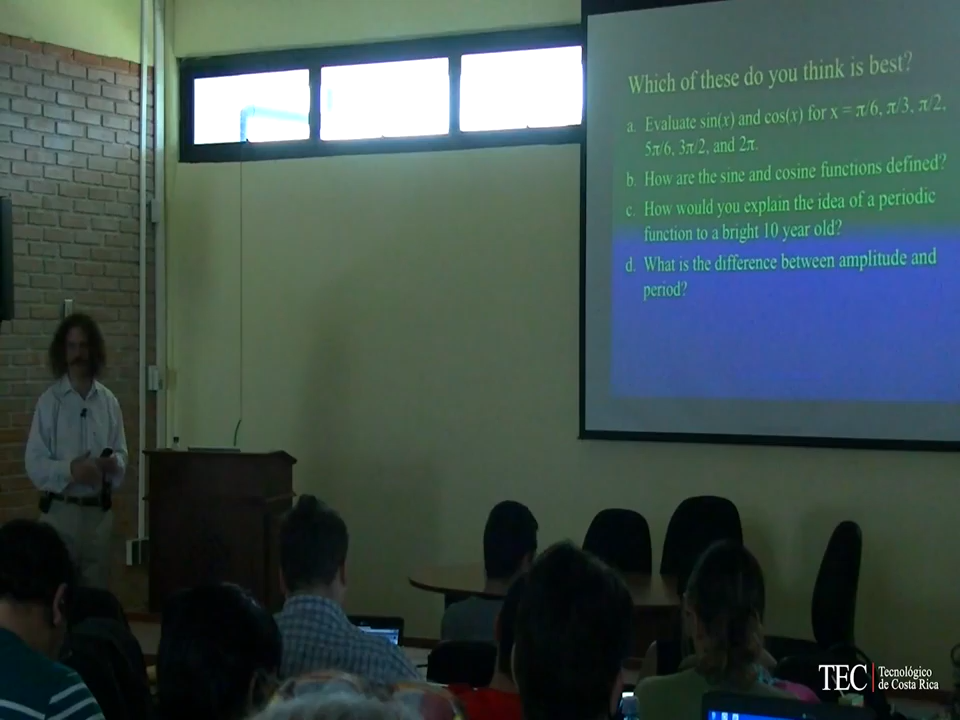 Which of these do you think is best?
a. Evaluate sin(x) and cos(x) for x = π/6, π/3, π/2,
5π/6, 3π/2, and 2π.
b. How are the sine and cosine functions defined?
c. How would you explain the idea of a periodic
function to a bright 10 year old?
d. What is the difference between amplitude and
period?
TEC | Tecnológico
de Costa Rica